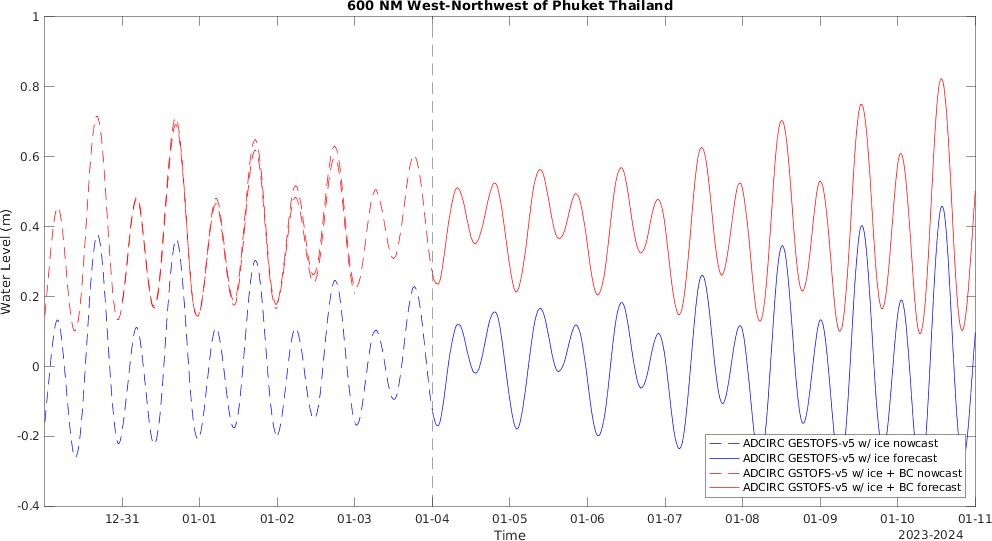 600 NM West-Northwest of Phuket Thailand
1
0.8
0.6
0.4
0.2
0
-0.2
-0.4
Water Level (m)
ADCIRC GESTOFS-v5 w/ ice nowcast
ADCIRC GESTOFS-v5 w/ ice forecast
ADCIRC GSTOFS-v5 w/ ice + BC nowcast
ADCIRC GSTOFS-v5 w/ ice + BC forecast
12-31 01-01 01-02 01-03 01-04 01-05 01-06 01-07 01-08 01-09 01-10 01-11
Time
2023-2024